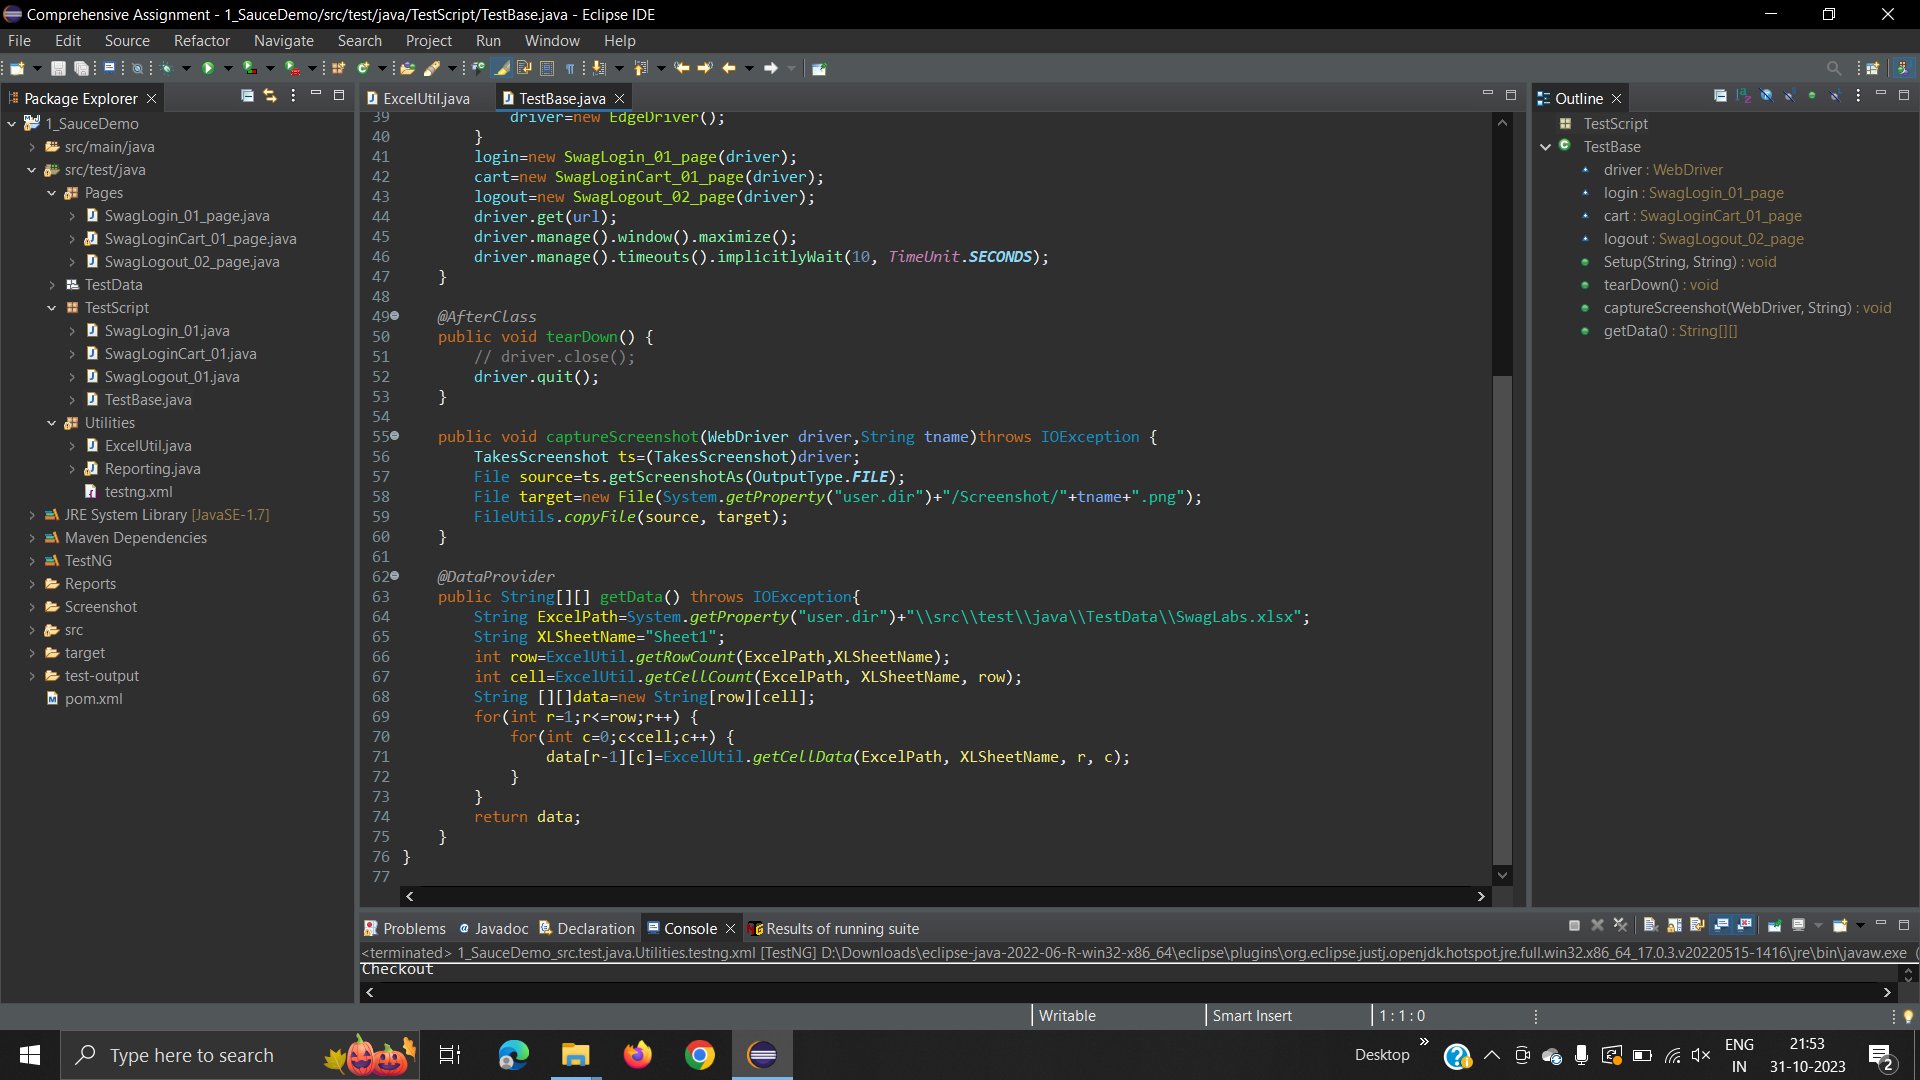 Comprehensive Assignment - 1_SauceDemo/src/test/java/TestScript/TestBase.java - Eclipse IDE
File Edit Source Refactor Navigate Search Project Run Window Help
Package Explorer
1_SauceDemo
src/main/java
src/test/java
Pages
SwagLogin_01_page.java
SwagLoginCart_01_page.java
SwagLogout_02_page.java
TestData
TestScript
SwagLogin_01.java
SwagLoginCart_01.java
SwagLogout_01.java
TestBase.java
Utilities
ExcelUtil.java
Reporting.java
testng.xml
JRE System Library [JavaSE-1.7]
Maven Dependencies
TestNG
Reports
Screenshot
src
target
test-output
pom.xml
ExcelUtil.java TestBase.java
39 driver=new EdgeDriver();
40 }
41 login=new SwagLogin_01_page(driver);
42 cart=new SwagLoginCart_01_page(driver);
43 logout=new SwagLogout_02_page(driver);
44 driver.get(url);
45 driver.manage().window().maximize();
46 driver.manage().timeouts().implicitlyWait(10, TimeUnit.SECONDS);
47 }
48
49 @AfterClass
50 public void tearDown() {
51 // driver.close();
52 driver.quit();
53 }
54
55 public void captureScreenshot(WebDriver driver,String tname)throws IOException {
56 TakesScreenshot ts=(TakesScreenshot)driver;
57 File source=ts.getScreenshotAs(OutputType.FILE);
58 File target=new File(System.getProperty("user.dir")+"/Screenshot/"+tname+".png");
59 FileUtils.copyFile(source, target);
60 }
61
62 @DataProvider
63 public String[][] getData() throws IOException{
64 String ExcelPath=System.getProperty("user.dir")+"\\src\\test\\java\\TestData\\SwagLabs.xlsx";
65 String XLSheetName="Sheet1";
66 int row=ExcelUtil.getRowCount(ExcelPath,XLSheetName);
67 int cell=ExcelUtil.getCellCount(ExcelPath, XLSheetName, row);
68 String [][]data=new String[row][cell];
69 for(int r=1;r<=row;r++) {
70 for(int c=0;c<cell;c++) {
71 data[r-1][c]=ExcelUtil.getCellData(ExcelPath, XLSheetName, r, c);
72 }
73 }
74 return data;
75 }
76 }
77
Outline
TestScript
TestBase
driver : WebDriver
login : SwagLogin_01_page
cart : SwagLoginCart_01_page
logout : SwagLogout_02_page
Setup(String, String) : void
tearDown() : void
captureScreenshot(WebDriver, String) : void
getData() : String[][]
Problems Javadoc Declaration Console Results of running suite
<terminated> 1_SauceDemo_src.test.java.Utilities.testng.xml [TestNG] D:\Downloads\eclipse-java-2022-06-R-win32-x86_64\eclipse\plugins\org.eclipse.justj.openjdk.hotspot.jre.full.win32.x86_64_17.0.3.v20220515-1416\jre\bin\javaw.exe (
Checkout
Writable Smart Insert 1 : 1 : 0
Type here to search
Desktop
ENG
IN
21:53
31-10-2023
2